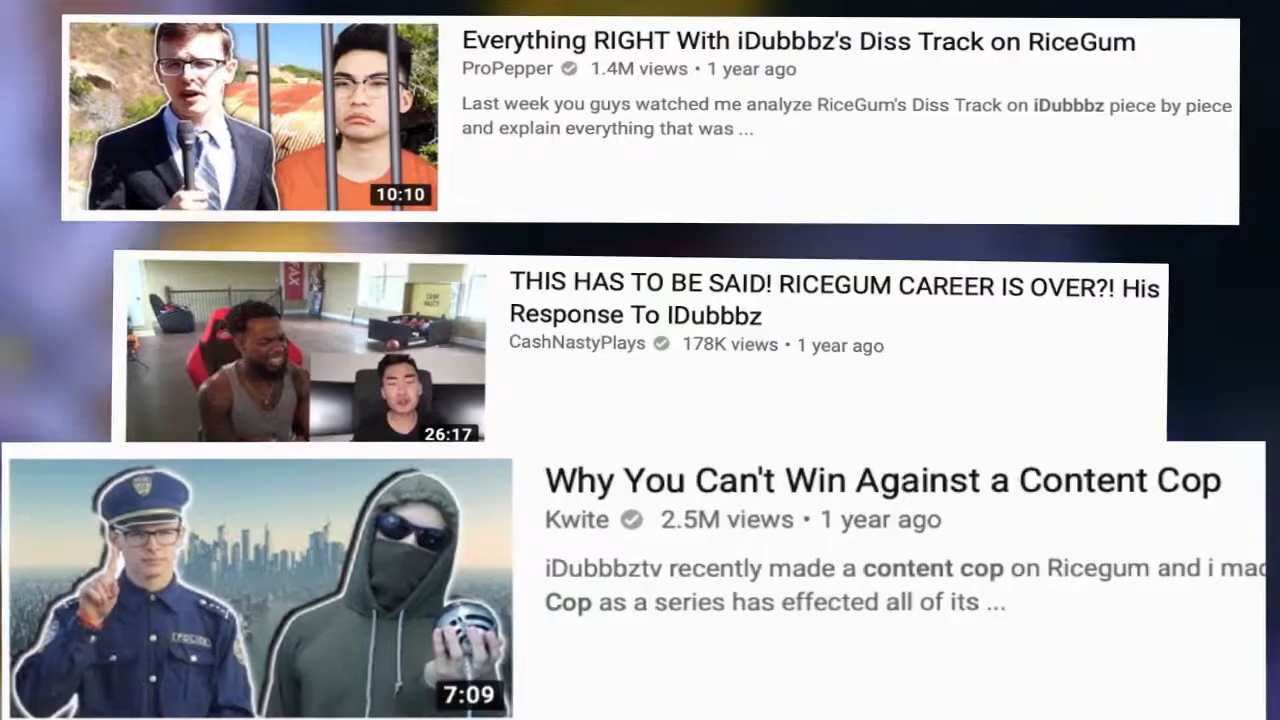 Everything RIGHT With iDubbbz's Diss Track on RiceGum
ProPepper 1.4M views • 1 year ago
Last week you guys watched me analyze RiceGum's Diss Track on iDubbbz piece by piece
and explain everything that was ...
10:10
THIS HAS TO BE SAID! RICEGUM CAREER IS OVER?! His
Response To IDubbbz
CashNastyPlays 178K views • 1 year ago
CASH
NASTY
26:17
Why You Can't Win Against a Content Cop
Kwite 2.5M views • 1 year ago
iDubbbztv recently made a content cop on Ricegum and i mad
Cop as a series has effected all of its ...
POLICE
7:09